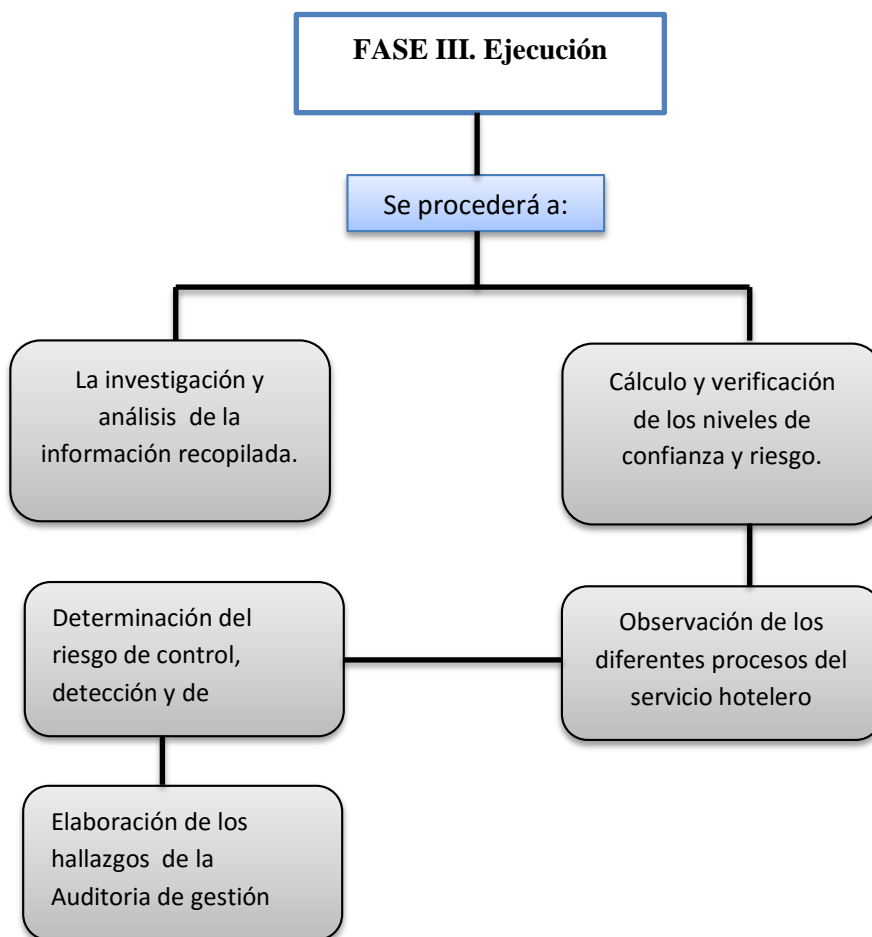 FASE III. Ejecución
Se procederá a:
La investigación y
análisis de la
información recopilada.
Cálculo y verificación
de los niveles de
confianza y riesgo.
Determinación del
riesgo de control,
detección y de
Observación de los
diferentes procesos del
servicio hotelero
Elaboración de los
hallazgos de la
Auditoria de gestión